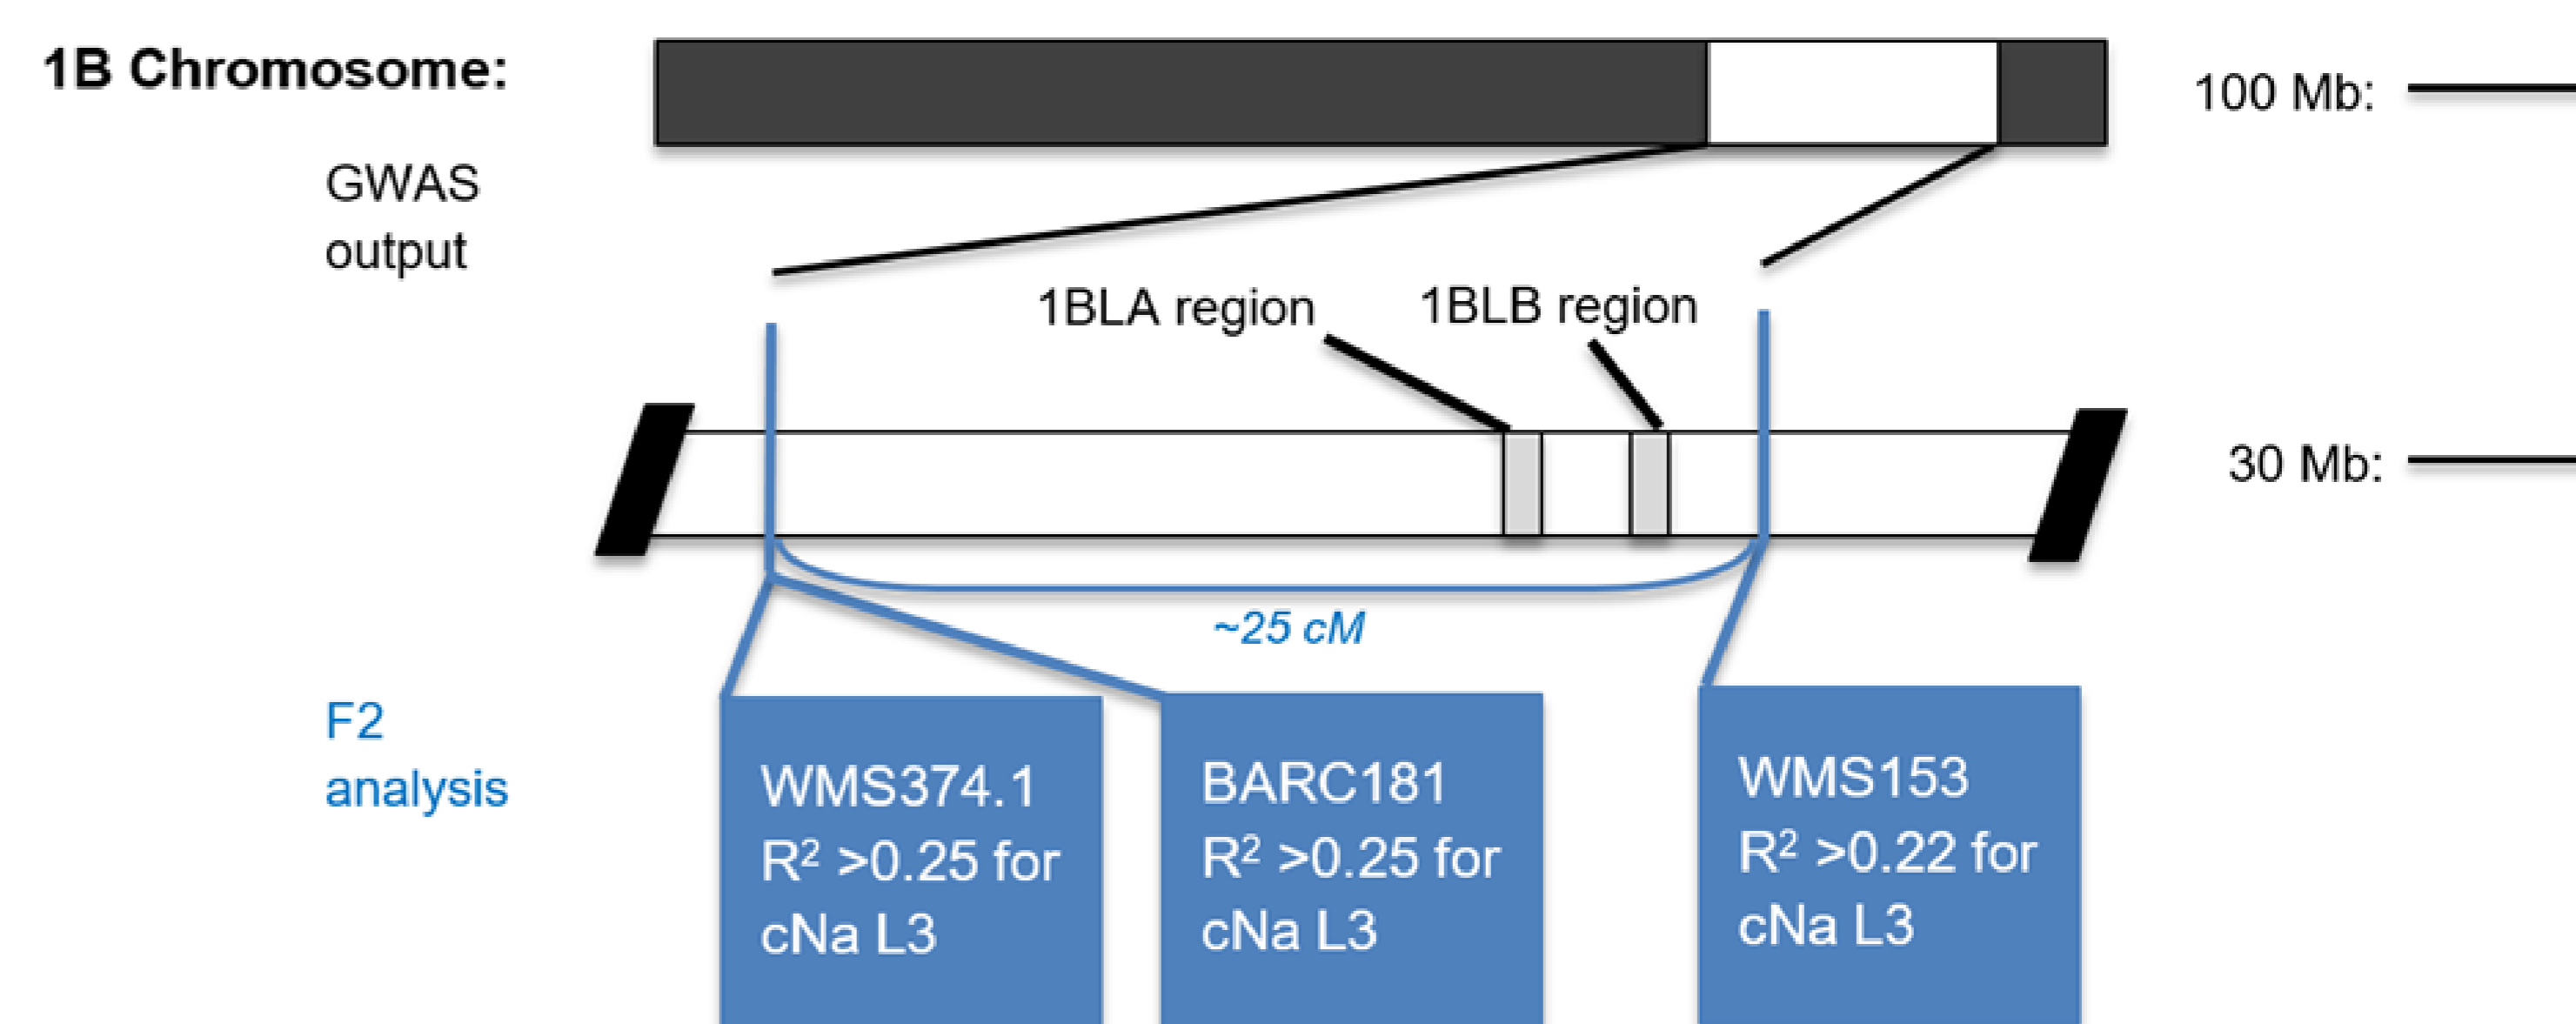 1B Chromosome:
100 Mb:
GWAS
output
1BLA region
1BLB region
30 Mb:
~25 cM
F2
analysis
WMS374.1
R² >0.25 for
cNa L3
BARC181
R² >0.25 for
cNa L3
WMS153
R² >0.22 for
cNa L3